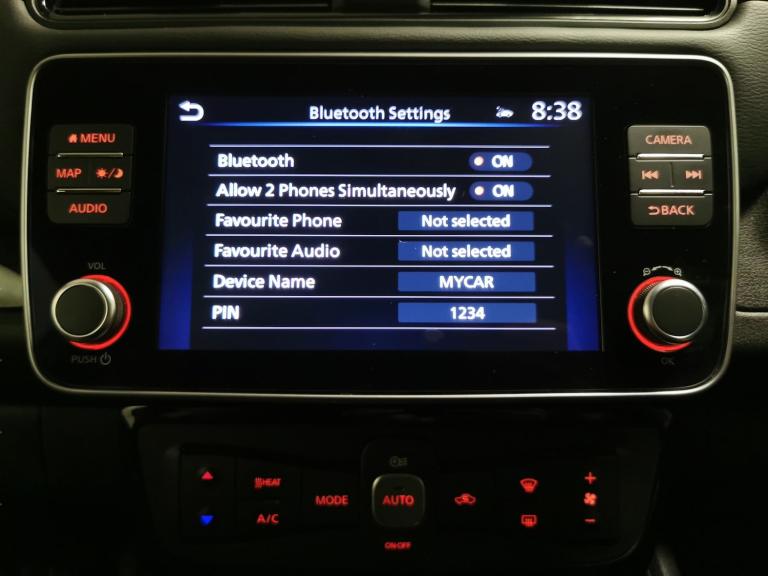 Bluetooth Settings 8:38
MENU
MAP
AUDIO
VOL
PUSH
Bluetooth ON
Allow 2 Phones Simultaneously ON
Favourite Phone Not selected
Favourite Audio Not selected
Device Name MYCAR
PIN 1234
CAMERA
BACK
OK
HEAT
A/C
MODE
AUTO
ON·OFF